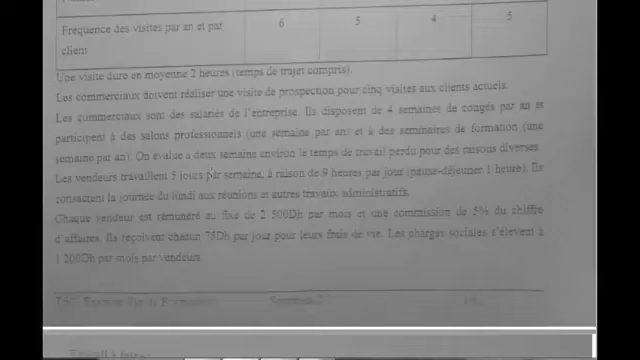 Fréquence des visites par an et par client 6 5 4 5
Une visite dure en moyenne 2 heures (temps de trajet compris).
Les commerciaux doivent réaliser une visite de prospection pour cinq visites aux clients actuels.
Les commerciaux sont des salariés de l'entreprise. Ils disposent de 4 semaines de congés par an et
participent à des salons professionnels (une semaine par an) et à des seminaires de formation (une
semaine par an). On évalue a deux semaine environ le temps de travail perdu pour des raisons diverses.
Les vendeurs travaillent 5 jours par semaine, à raison de 9 heures par jour (pause-déjeuner 1 heure). Ils
consacrent la journée du lundi aux réunions et autres travaux administratifs.
Chaque vendeur est rémunéré au fixe de 2 500Dh par mois et une commission de 5% du chiffre
d'affaires. Ils reçoivent chacun 75Dh par jour pour leurs frais de vie. Les charges sociales s'élevent à
1 200Dh par mois par vendeurs.
Travail à faire